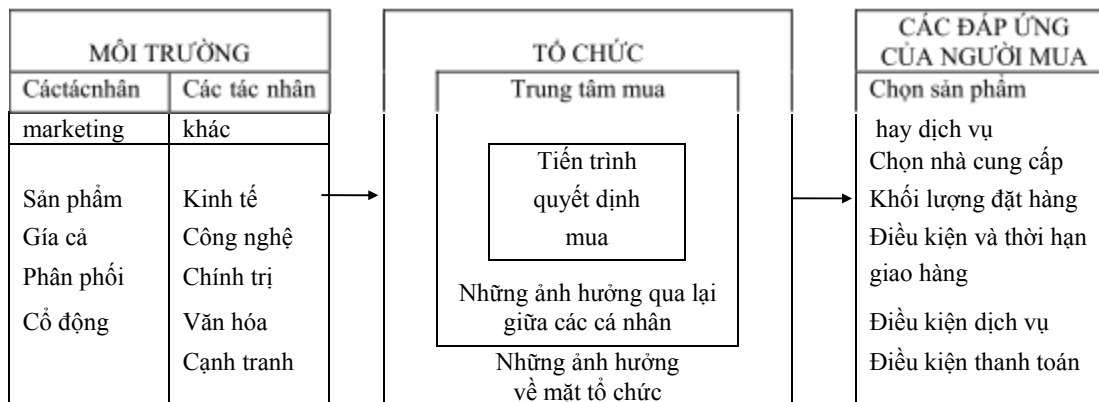 MÔI TRƯỜNG
Cáctácnhân
marketing
Sản phẩm
Gía cả
Phân phối
Cổ động
Các tác nhân
khác
Kinh tế
Công nghệ
Chính trị
Văn hóa
Cạnh tranh
TỔ CHỨC
Trung tâm mua
Tiến trình
quyết dịnh
mua
Những ảnh hưởng qua lại
giữa các cá nhân
Những ảnh hưởng
về mặt tổ chức
CÁC ĐÁP ỨNG
CỦA NGƯỜI MUA
Chọn sản phẩm
hay dịch vụ
Chọn nhà cung cấp
Khối lượng đặt hàng
Điều kiện và thời hạn
giao hàng
Điều kiện dịch vụ
Điều kiện thanh toán